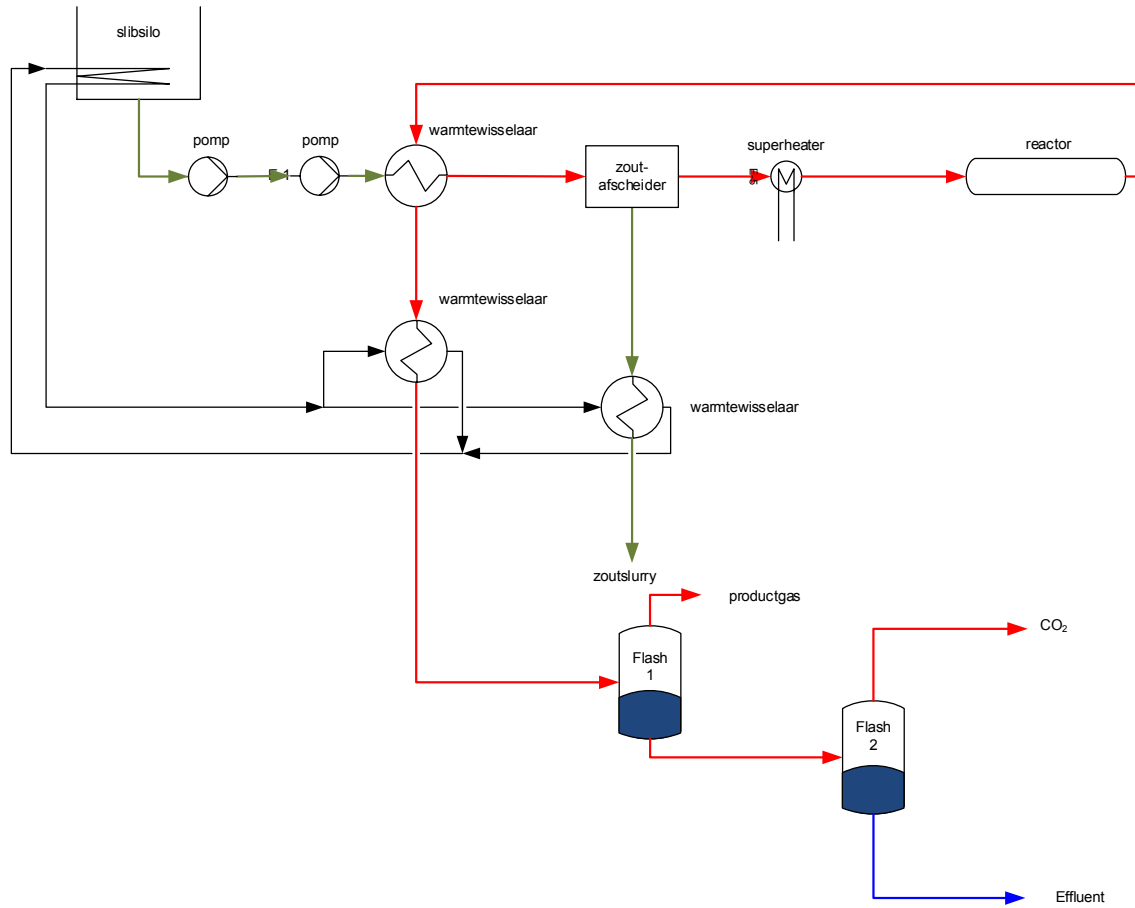 slibsilo
pomp
pomp
warmtewisselaar
zout-
afscheider
superheater
reactor
warmtewisselaar
warmtewisselaar
zoutslurry
productgas
Flash
1
CO₂
Flash
2
Effluent